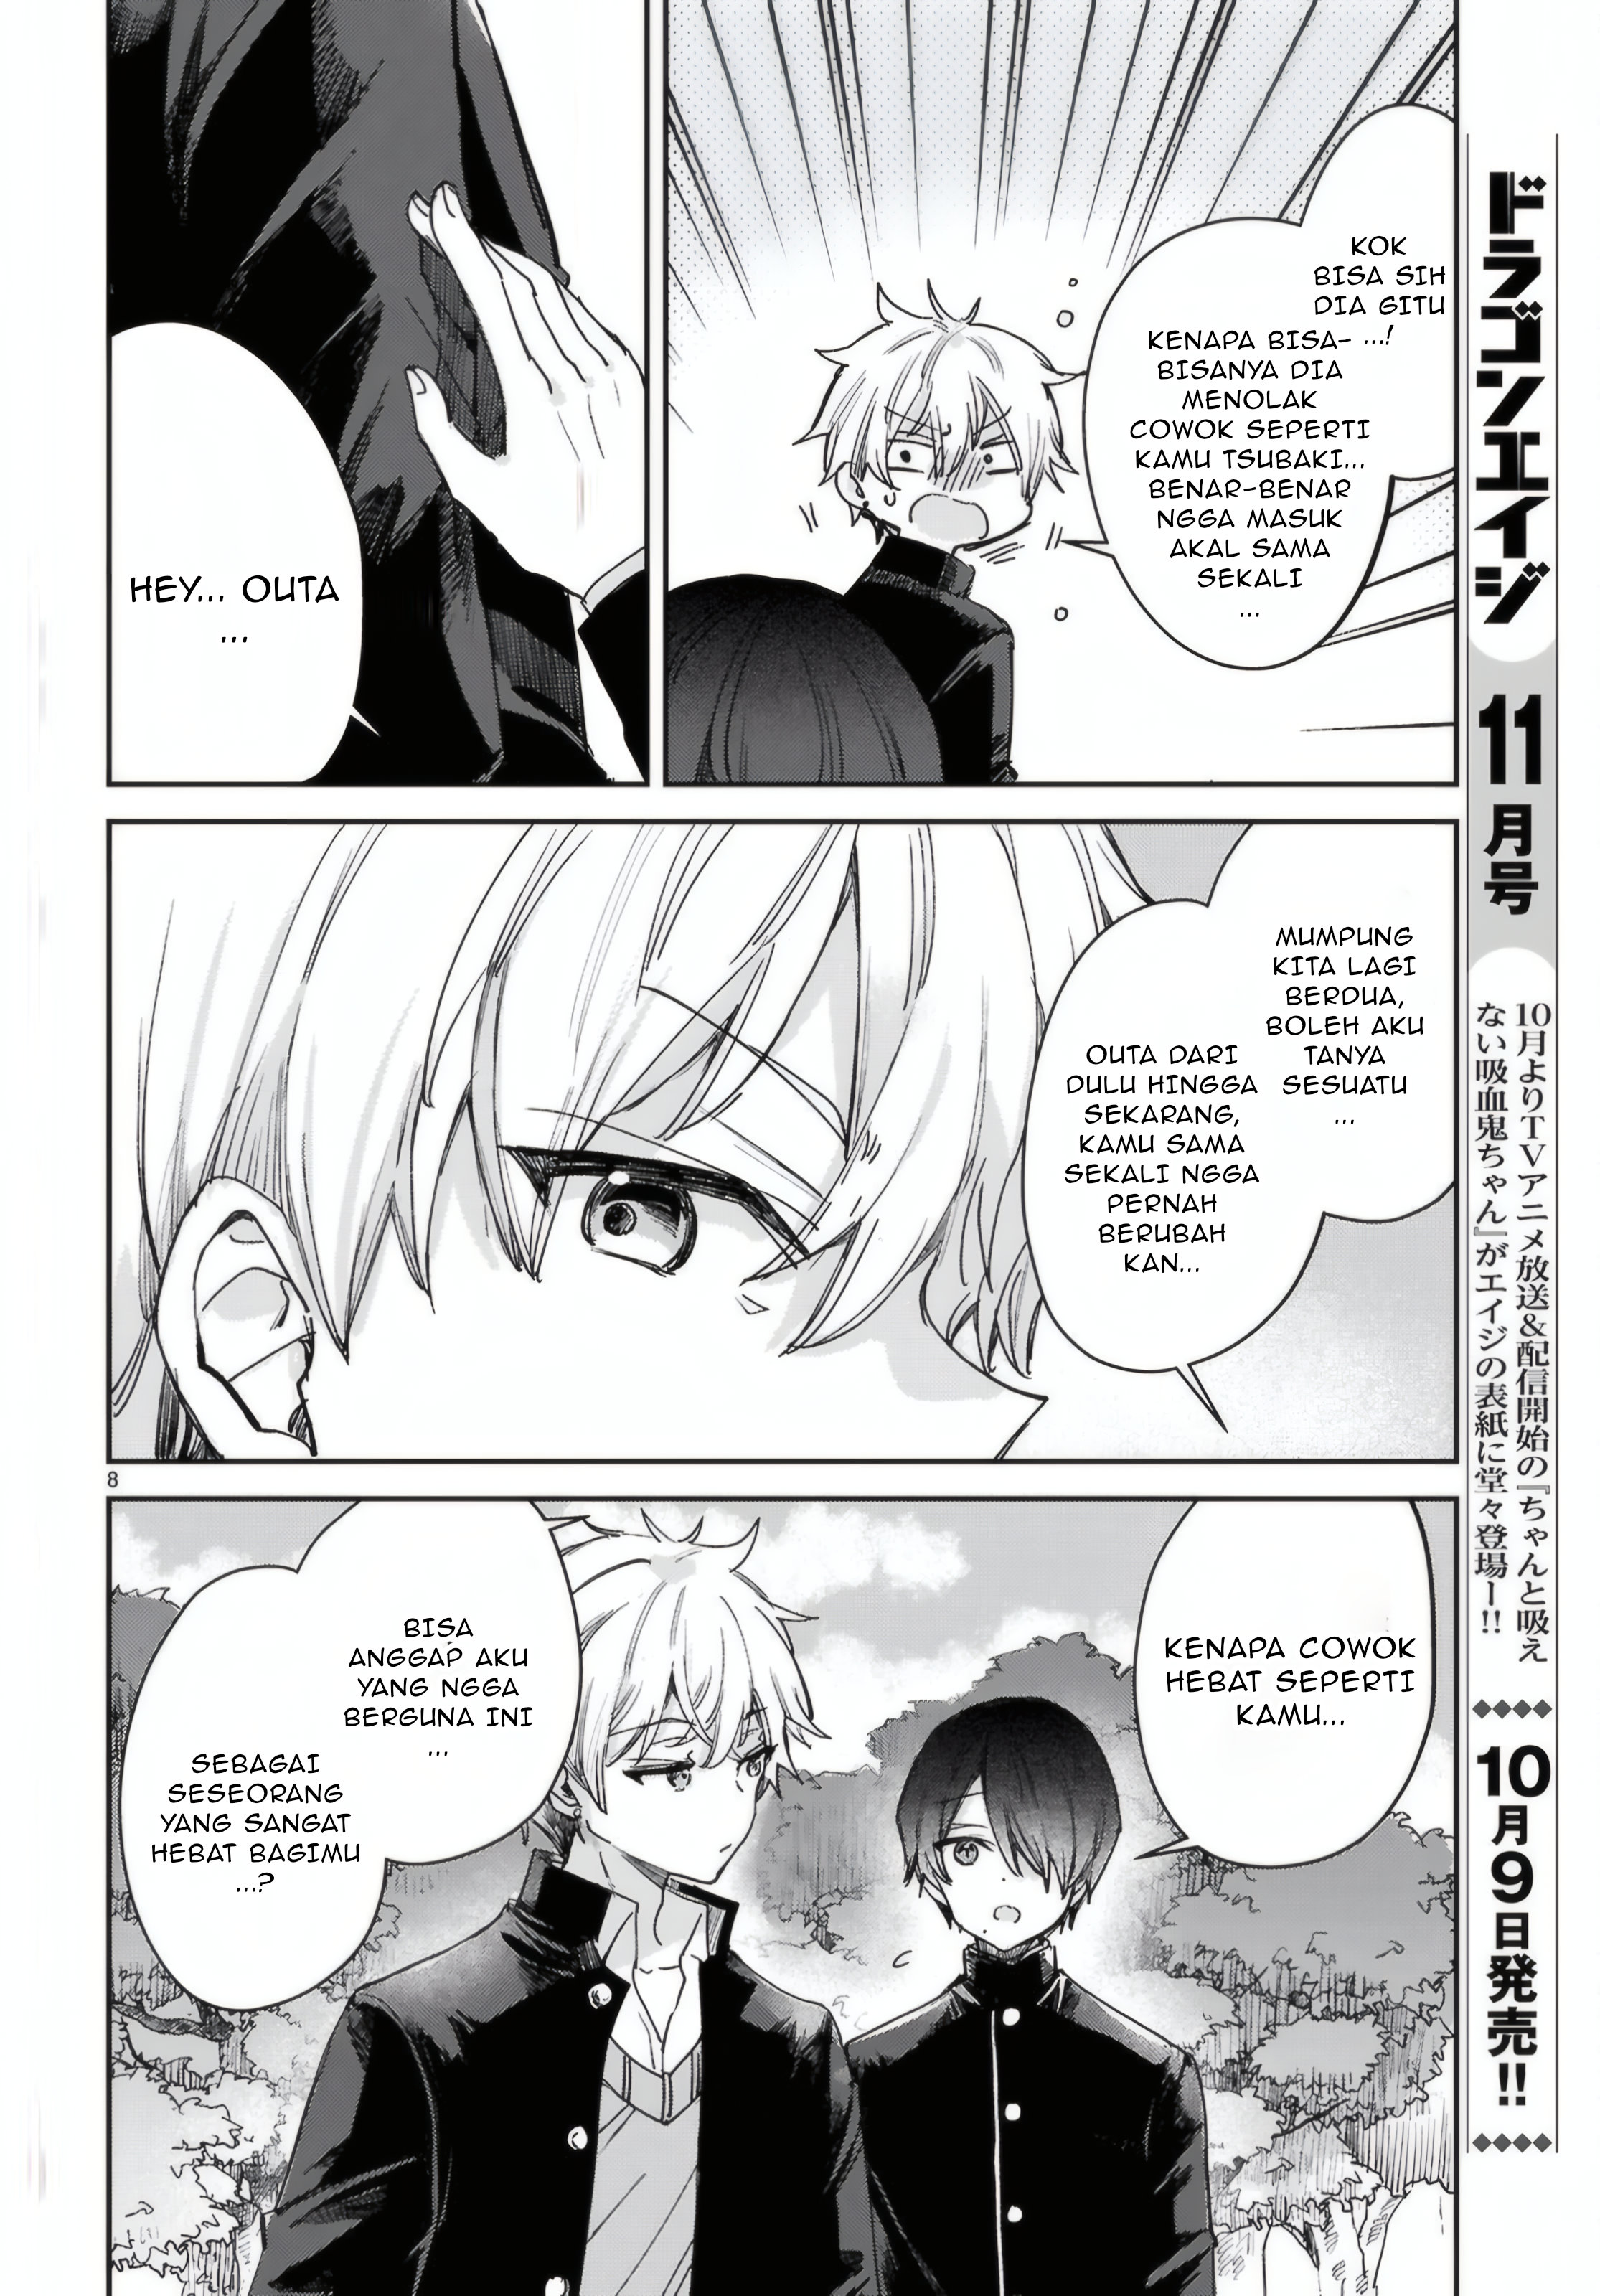 KOK
BISA SIH
DIA GITU
...!
KENAPA BISA-
BISANYA DIA
MENOLAK
COWOK SEPERTI
KAMU TSUBAKI...
BENAR-BENAR
NGGA MASUK
AKAL SAMA
SEKALI
...
HEY... OUTA
...
MUMPUNG
KITA LAGI
BERDUA,
BOLEH AKU
TANYA
SESUATU
...
OUTA DARI
DULU HINGGA
SEKARANG,
KAMU SAMA
SEKALI NGGA
PERNAH
BERUBAH
KAN...
8
KENAPA COWOK
HEBAT SEPERTI
KAMU...
BISA
ANGGAP AKU
YANG NGGA
BERGUNA INI
...
SEBAGAI
SESEORANG
YANG SANGAT
HEBAT BAGIMU
...?
ドラゴンエイジ
11月号
10月よりTVアニメ放送&配信開始の『ちゃんと吸え
ない吸血鬼ちゃん』がエイジの表紙に堂々登場ー!!
10月9日発売!!